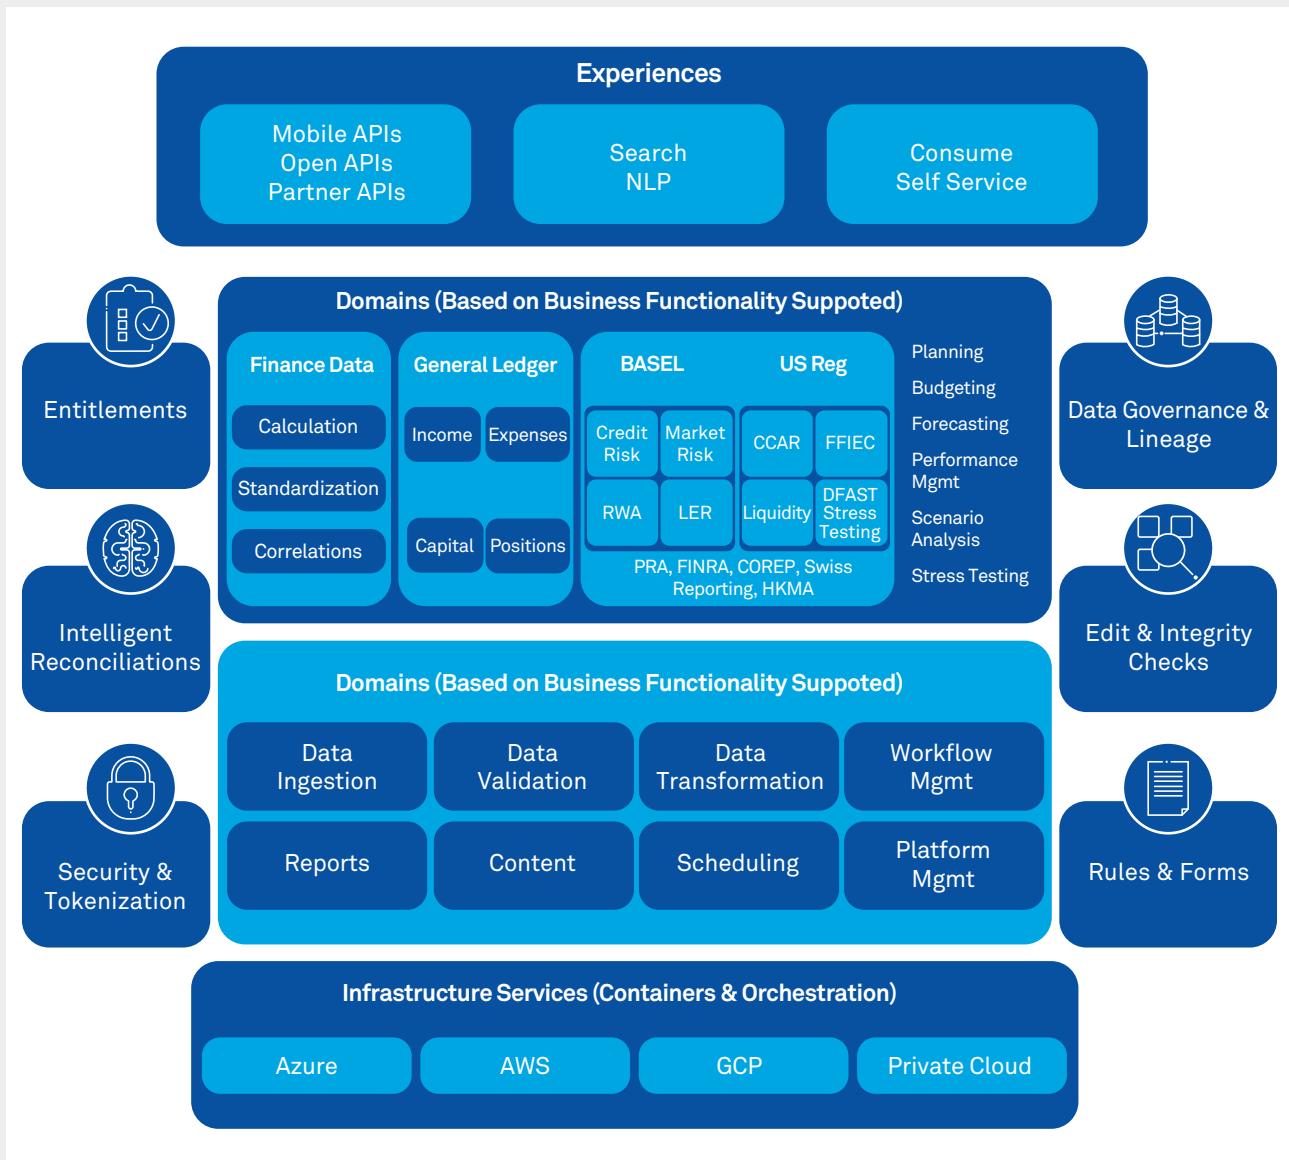 Experiences
Mobile APIs
Open APIs
Partner APIs
Search
NLP
Consume
Self Service
Entitlements
Intelligent
Reconciliations
Security &
Tokenization
Domains (Based on Business Functionality Suppoted)
Finance Data
Calculation
Standardization
Correlations
General Ledger
Income
Expenses
Capital
Positions
BASEL
Credit
Risk
Market
Risk
RWA
LER
US Reg
CCAR
FFIEC
Liquidity
DFAST
Stress
Testing
PRA, FINRA, COREP, Swiss
Reporting, HKMA
Planning
Budgeting
Forecasting
Performance
Mgmt
Scenario
Analysis
Stress Testing
Domains (Based on Business Functionality Suppoted)
Data
Ingestion
Data
Validation
Data
Transformation
Workflow
Mgmt
Reports
Content
Scheduling
Platform
Mgmt
Data Governance &
Lineage
Edit & Integrity
Checks
Rules & Forms
Infrastructure Services (Containers & Orchestration)
Azure
AWS
GCP
Private Cloud